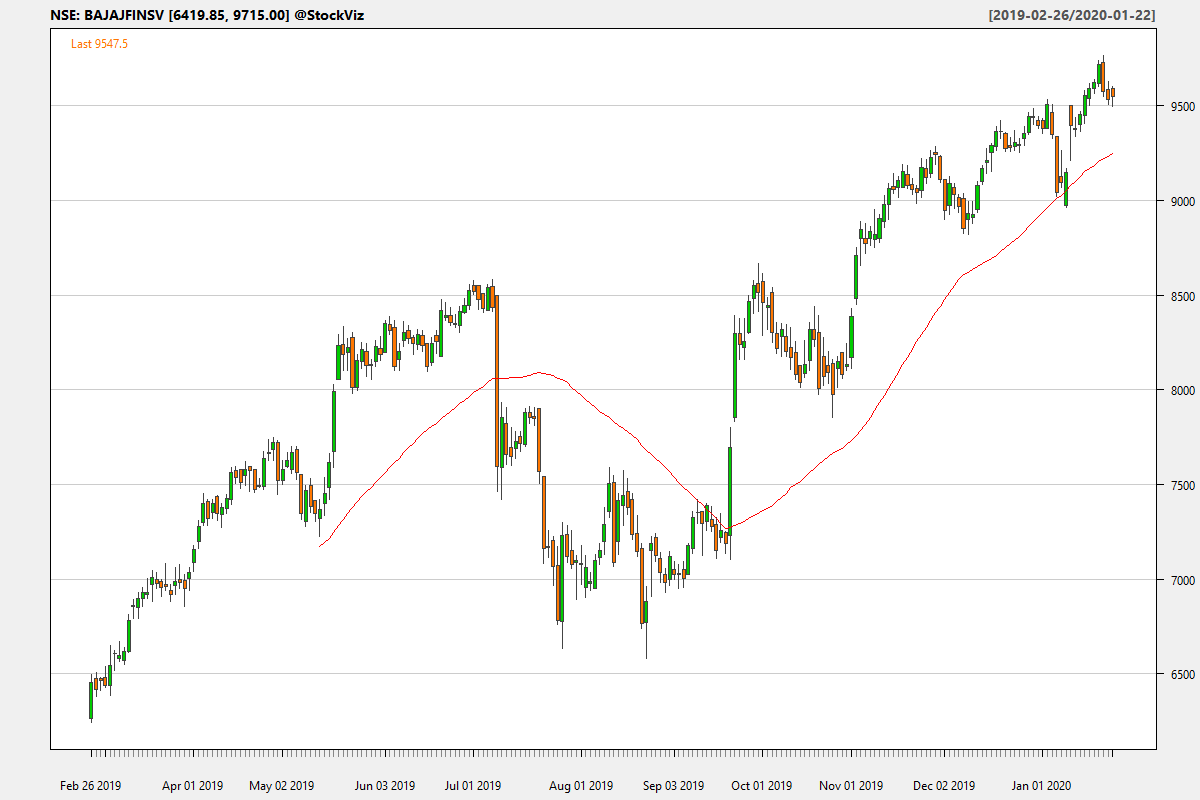 NSE: BAJAJFINSV [6419.85, 9715.00] @StockViz
[2019-02-26/2020-01-22]
Last 9547.5
9500
9000
8500
8000
7500
7000
6500
Feb 26 2019 Apr 01 2019 May 02 2019 Jun 03 2019 Jul 01 2019 Aug 01 2019 Sep 03 2019 Oct 01 2019 Nov 01 2019 Dec 02 2019 Jan 01 2020